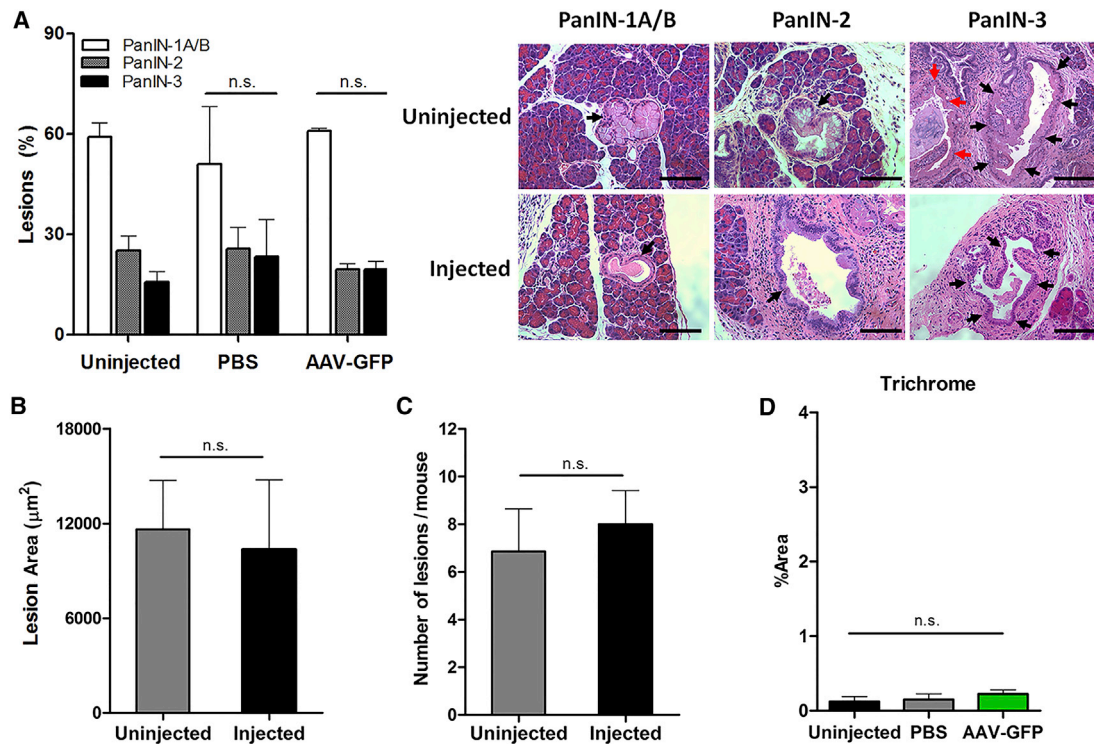 A
90
60
30
0
Lesions (%)
PanIN-1A/B
PanIN-2
PanIN-3
n.s.
n.s.
Uninjected PBS AAV-GFP
PanIN-1A/B PanIN-2 PanIN-3
Uninjected
Injected
B
18000
12000
6000
0
Lesion Area (μm²)
n.s.
Uninjected Injected
C
12
10
8
6
4
2
0
Number of lesions /mouse
n.s.
Uninjected Injected
D
Trichrome
4
3
2
1
0
%Area
n.s.
Uninjected PBS AAV-GFP